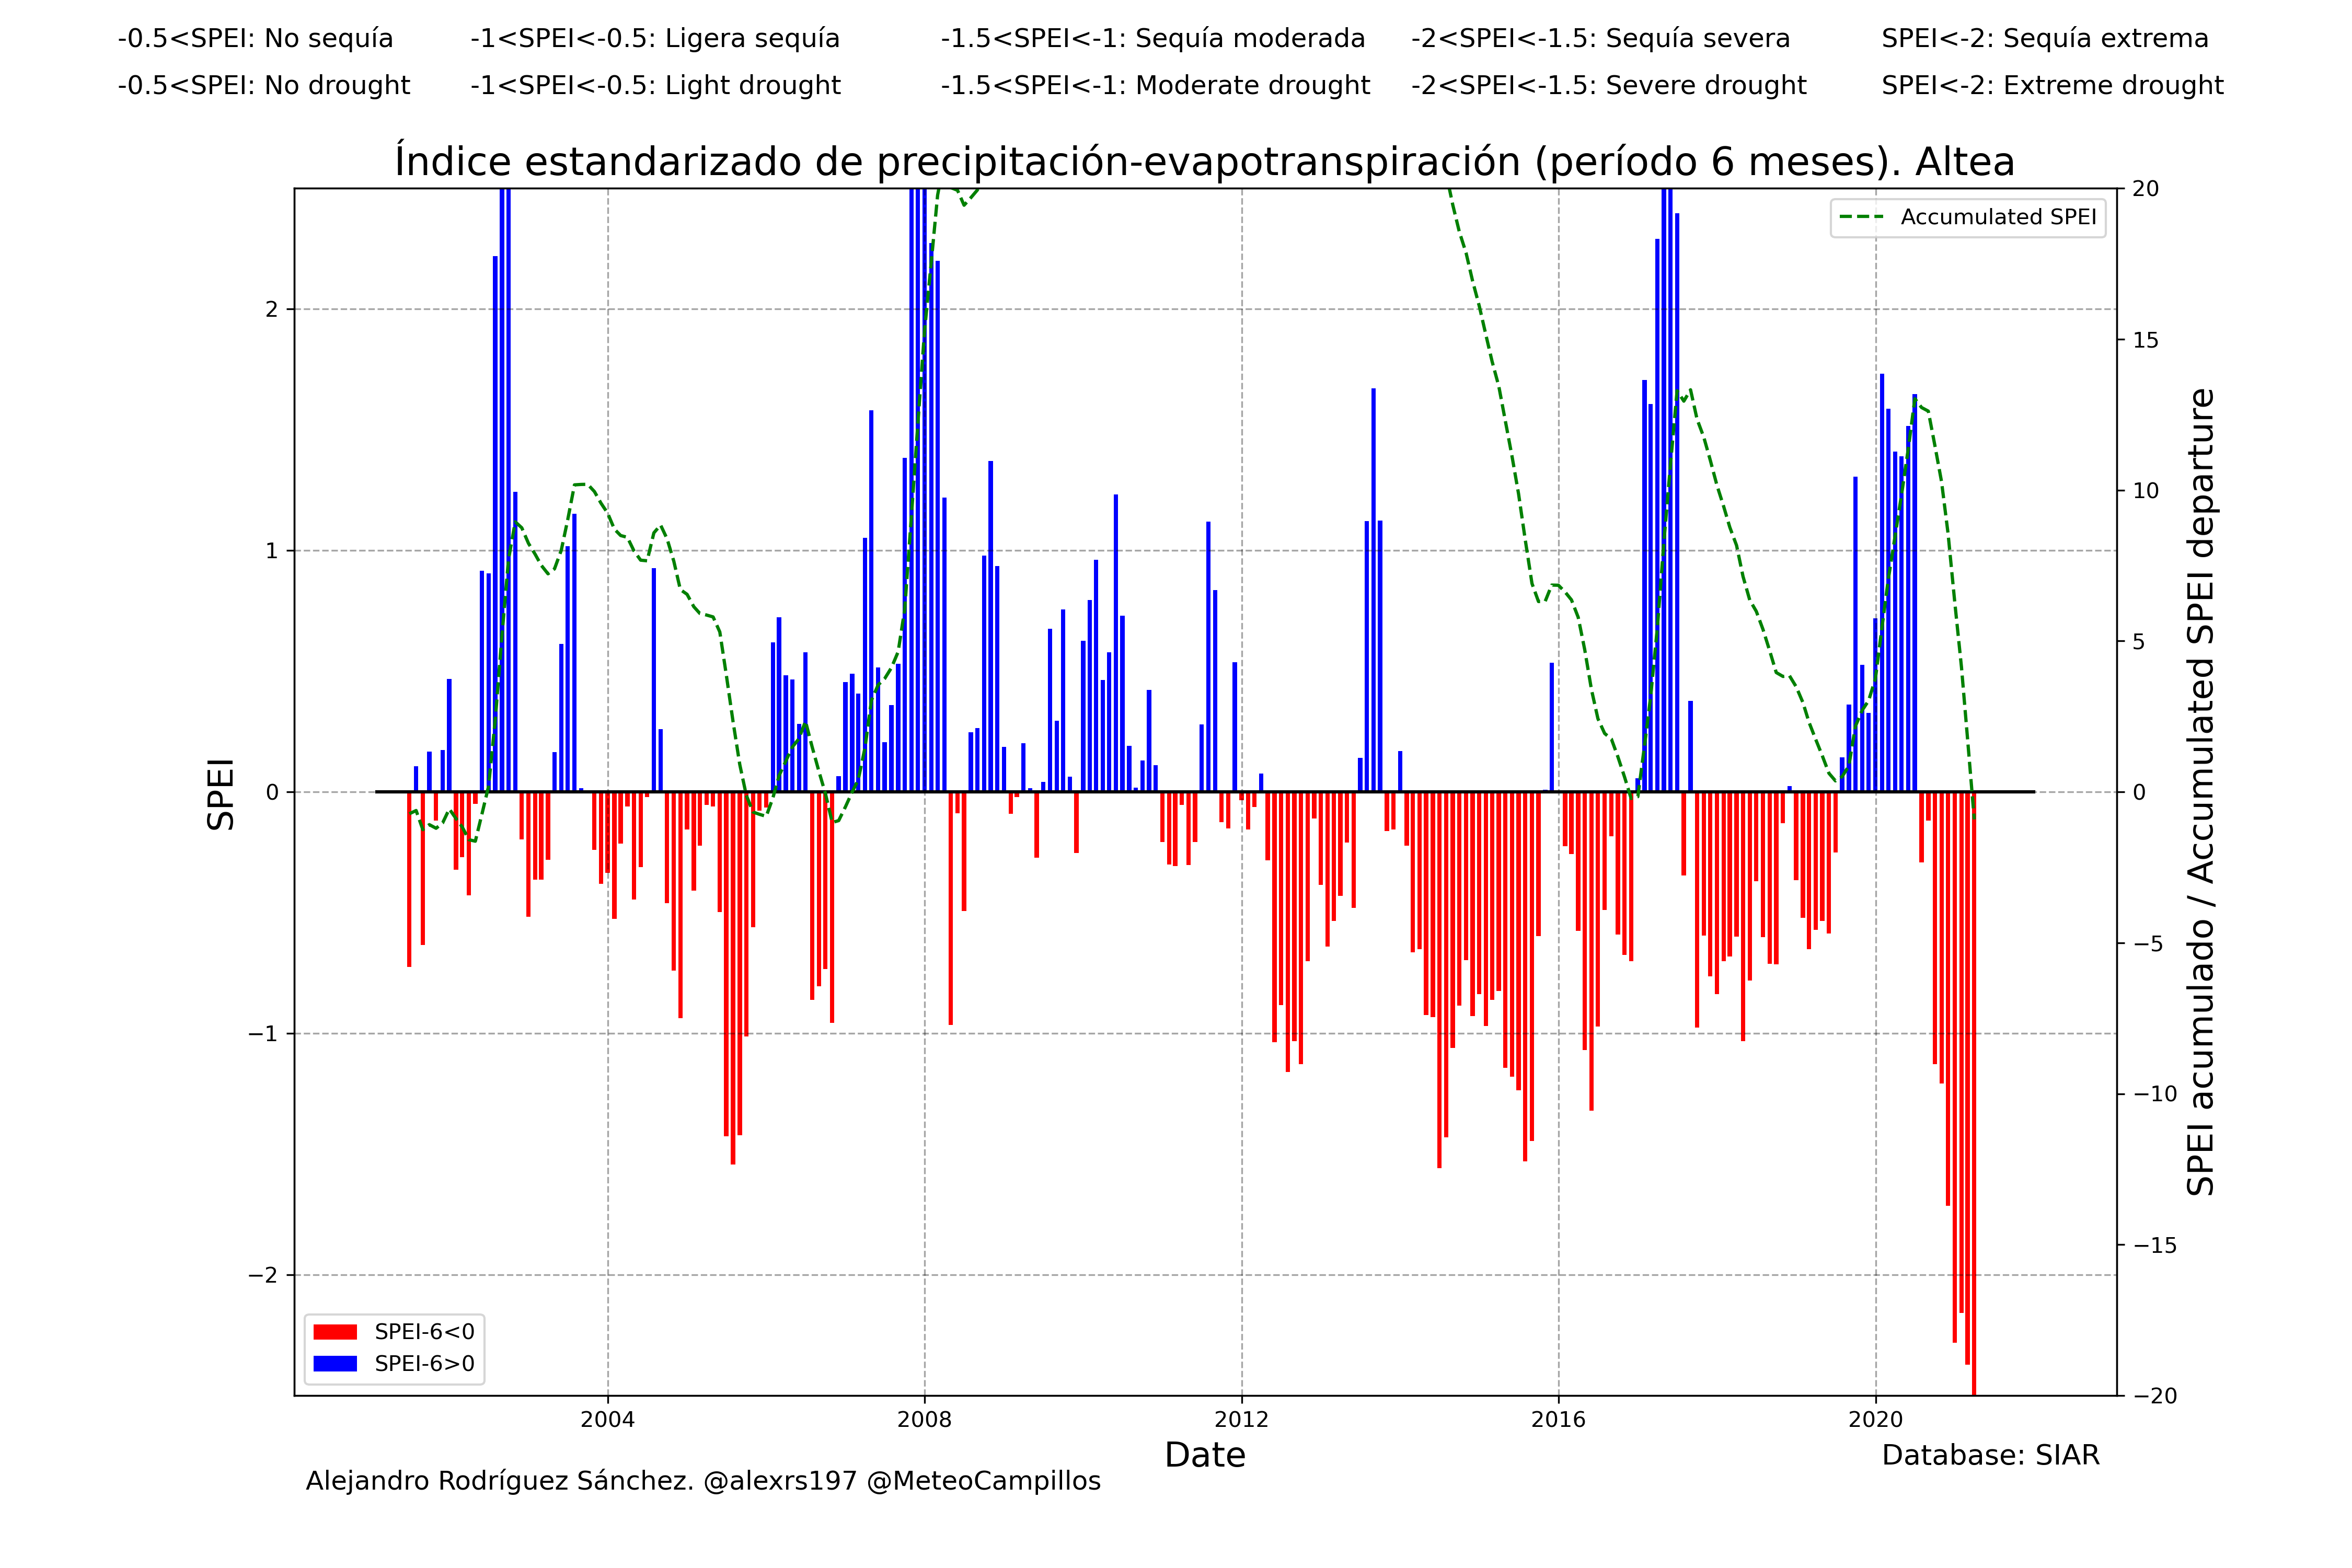 -0.5<SPEI: No sequía -1<SPEI<-0.5: Ligera sequía -1.5<SPEI<-1: Sequía moderada -2<SPEI<-1.5: Sequía severa SPEI<-2: Sequía extrema
-0.5<SPEI: No drought -1<SPEI<-0.5: Light drought -1.5<SPEI<-1: Moderate drought -2<SPEI<-1.5: Severe drought SPEI<-2: Extreme drought
Índice estandarizado de precipitación-evapotranspiración (período 6 meses). Altea
Accumulated SPEI
SPEI
2
1
0
−1
−2
20
15
10
5
0
−5
−10
−15
−20
SPEI acumulado / Accumulated SPEI departure
SPEI-6<0
SPEI-6>0
2004 2008 2012 2016 2020
Date
Database: SIAR
Alejandro Rodríguez Sánchez. @alexrs197 @MeteoCampillos